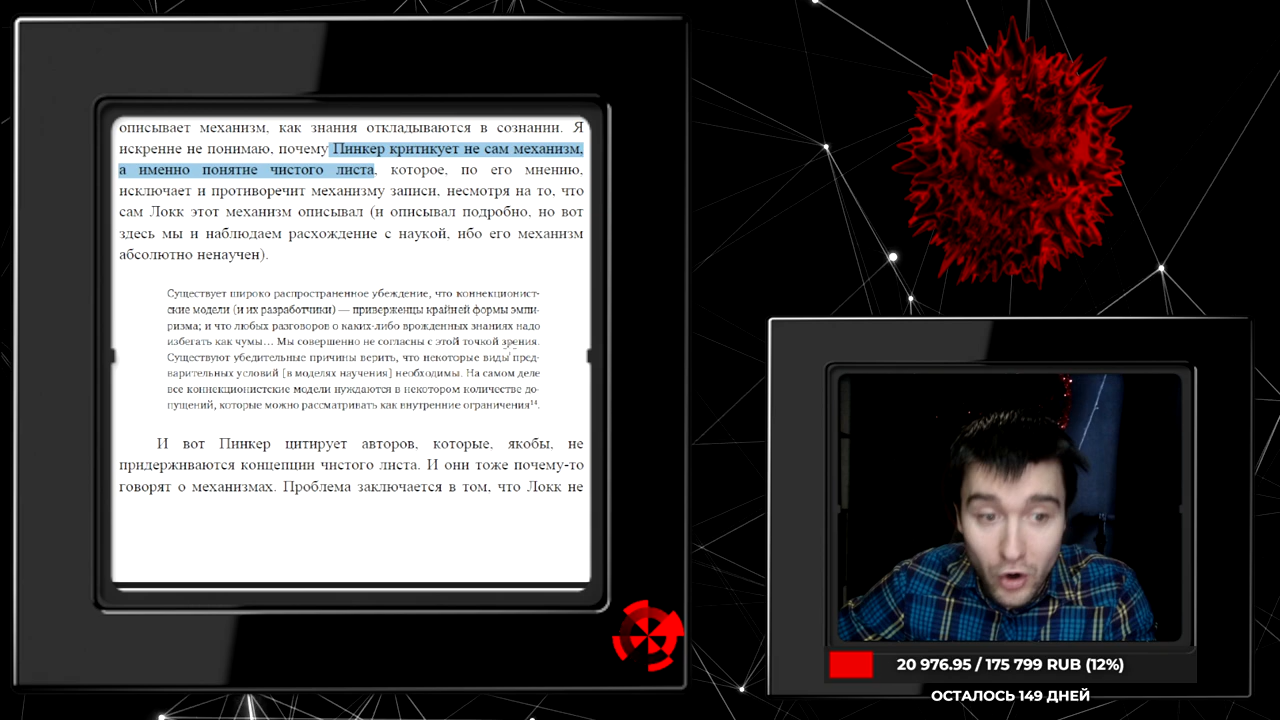 описывает механизм, как знания откладываются в сознании. Я
искренне не понимаю, почему Пинкер критикует не сам механизм,
а именно понятие чистого листа, которое, по его мнению,
исключает и противоречит механизму записи, несмотря на то, что
сам Локк этот механизм описывал (и описывал подробно, но вот
здесь мы и наблюдаем расхождение с наукой, ибо его механизм
абсолютно ненаучен).
Существует широко распространенное убеждение, что коннекционист-
ские модели (и их разработчики) — приверженцы крайней формы эмпи-
ризма; и что любых разговоров о каких-либо врожденных знаниях надо
избегать как чумы... Мы совершенно не согласны с этой точкой зрения.
Существуют убедительные причины верить, что некоторые виды пред-
варительных условий [в моделях научения] необходимы. На самом деле
все коннекционистские модели нуждаются в некотором количестве до-
пущений, которые можно рассматривать как внутренние ограничения¹⁴.
И вот Пинкер цитирует авторов, которые, якобы, не
придерживаются концепции чистого листа. И они тоже почему-то
говорят о механизмах. Проблема заключается в том, что Локк не
20 976.95 / 175 799 RUB (12%)
ОСТАЛОСЬ 149 ДНЕЙ